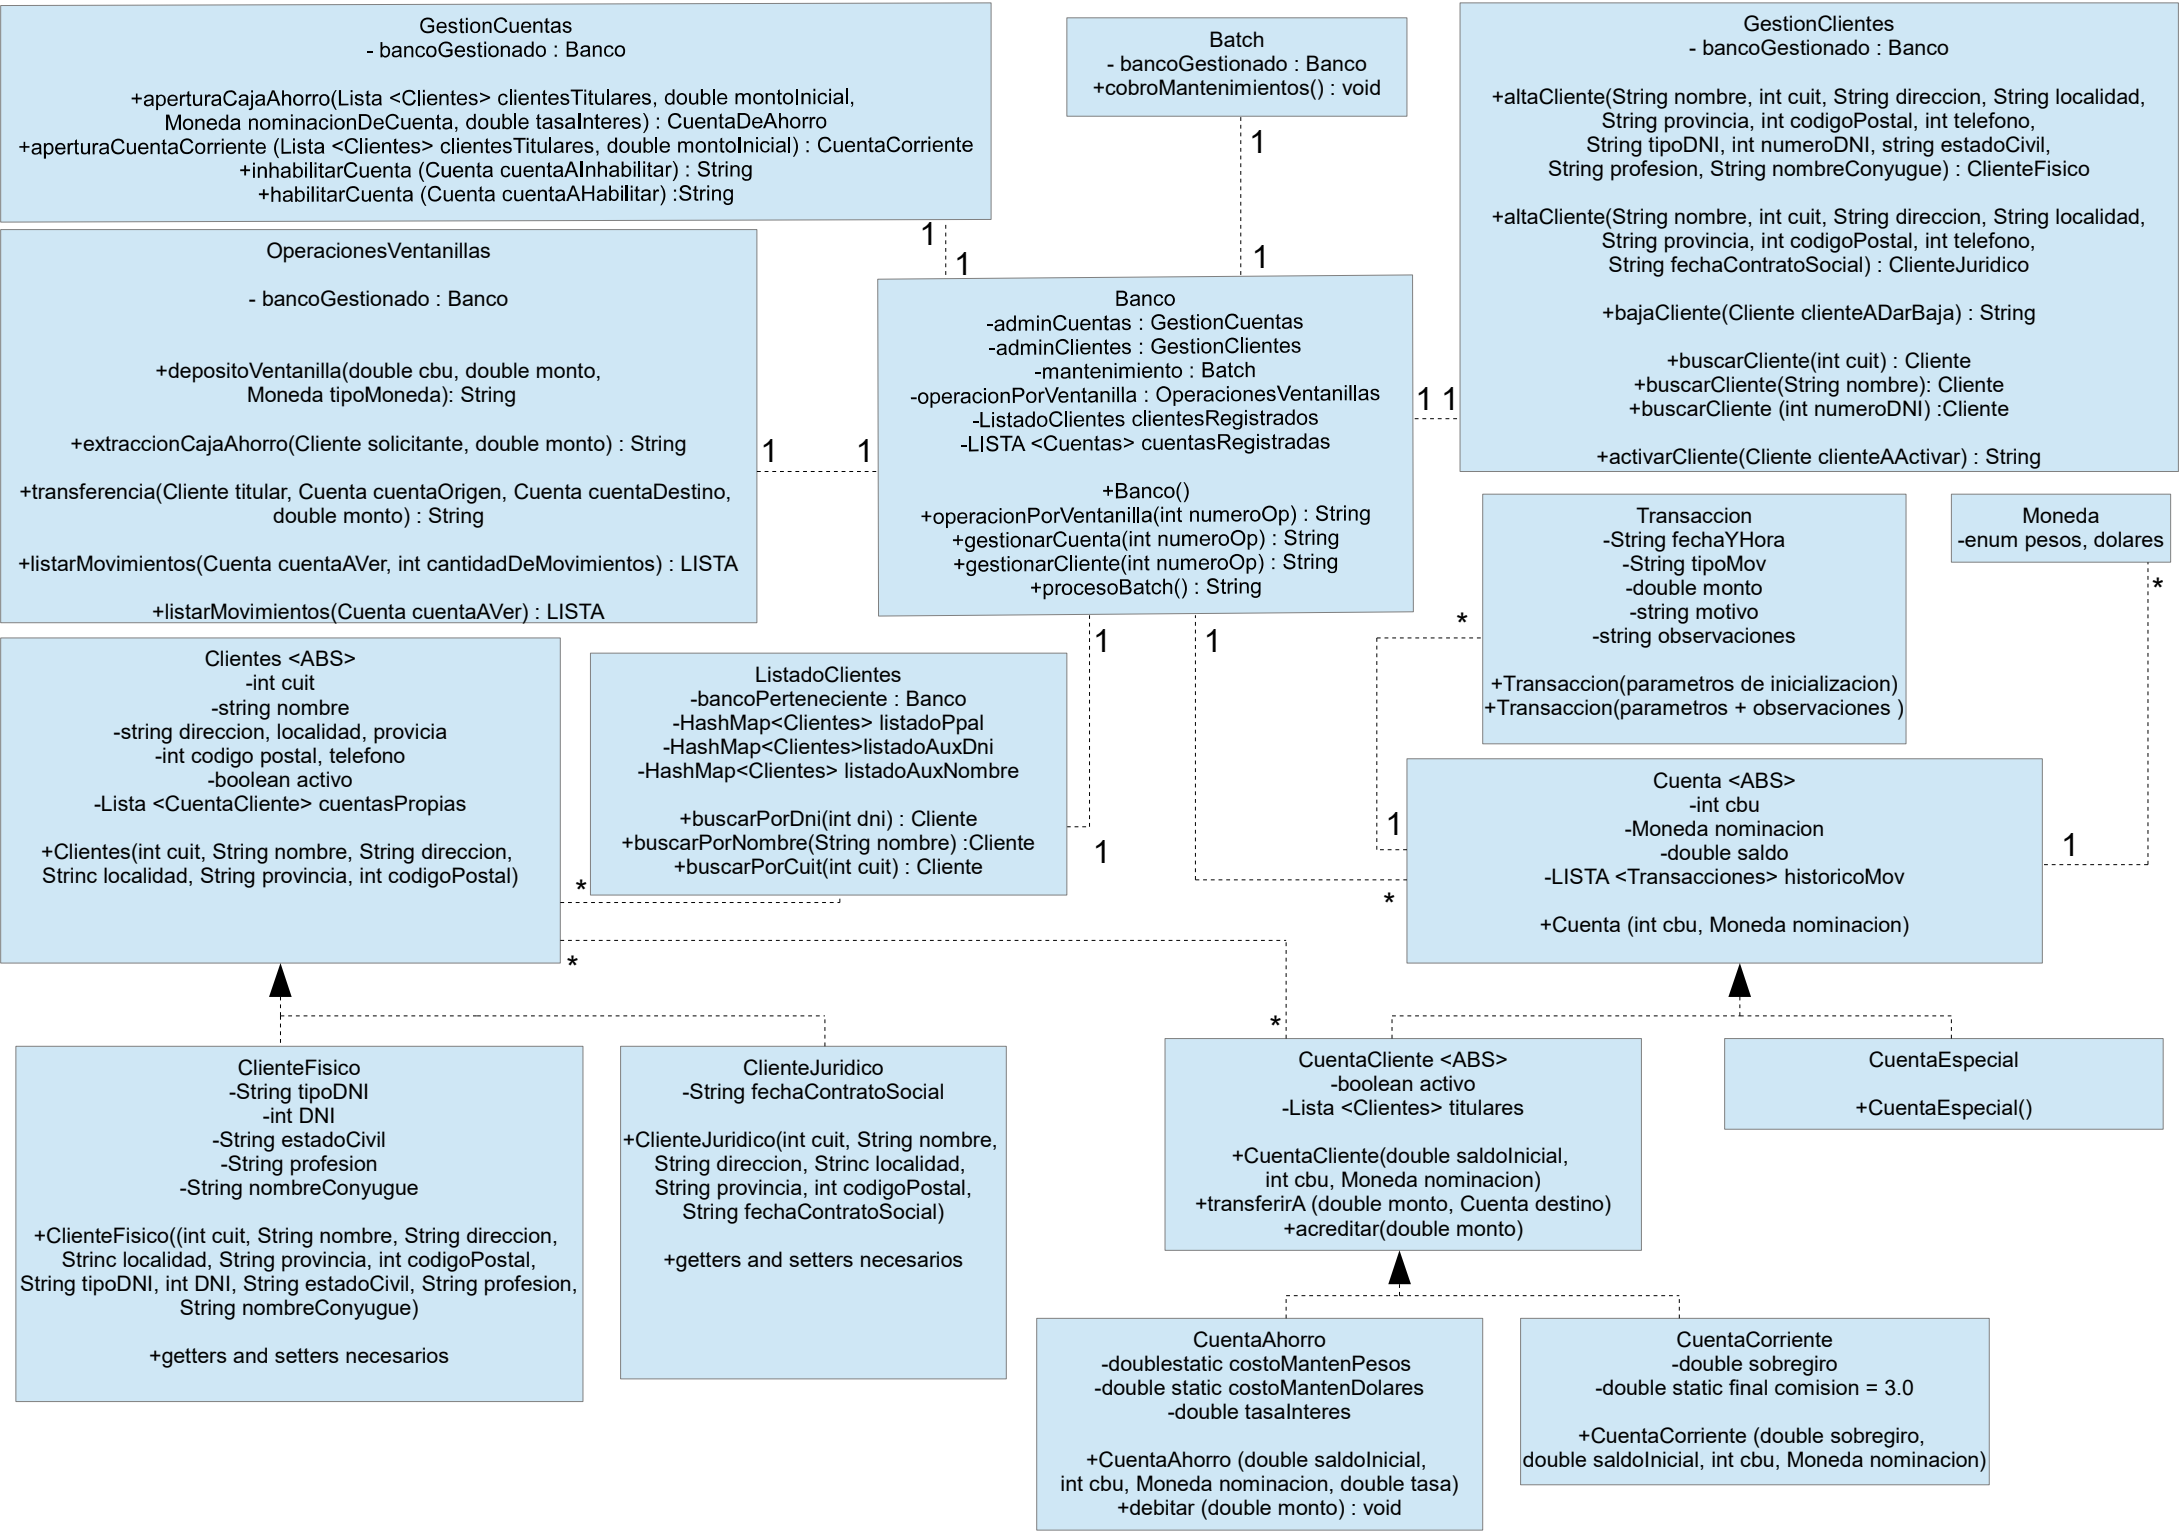 GestionCuentas
- bancoGestionado : Banco
+aperturaCajaAhorro(Lista <Clientes> clientesTitulares, double montoInicial,
Moneda nominacionDeCuenta, double tasaInteres) : CuentaDeAhorro
+aperturaCuentaCorriente (Lista <Clientes> clientesTitulares, double montoInicial) : CuentaCorriente
+inhabilitarCuenta (Cuenta cuentaAInhabilitar) : String
+habilitarCuenta (Cuenta cuentaAHabilitar) :String
Batch
- bancoGestionado : Banco
+cobroMantenimientos() : void
GestionClientes
- bancoGestionado : Banco
+altaCliente(String nombre, int cuit, String direccion, String localidad,
String provincia, int codigoPostal, int telefono,
String tipoDNI, int numeroDNI, string estadoCivil,
String profesion, String nombreConyugue) : ClienteFisico
+altaCliente(String nombre, int cuit, String direccion, String localidad,
String provincia, int codigoPostal, int telefono,
String fechaContratoSocial) : ClienteJuridico
+bajaCliente(Cliente clienteADarBaja) : String
+buscarCliente(int cuit) : Cliente
+buscarCliente(String nombre): Cliente
+buscarCliente (int numeroDNI) :Cliente
+activarCliente(Cliente clienteAActivar) : String
1
1
1
1
OperacionesVentanillas
- bancoGestionado : Banco
+depositoVentanilla(double cbu, double monto,
Moneda tipoMoneda): String
+extraccionCajaAhorro(Cliente solicitante, double monto) : String
+transferencia(Cliente titular, Cuenta cuentaOrigen, Cuenta cuentaDestino,
double monto) : String
+listarMovimientos(Cuenta cuentaAVer, int cantidadDeMovimientos) : LISTA
+listarMovimientos(Cuenta cuentaAVer) : LISTA
1
1
Banco
-adminCuentas : GestionCuentas
-adminClientes : GestionClientes
-mantenimiento : Batch
-operacionPorVentanilla : OperacionesVentanillas
-ListadoClientes clientesRegistrados
-LISTA <Cuentas> cuentasRegistradas
+Banco()
+operacionPorVentanilla(int numeroOp) : String
+gestionarCuenta(int numeroOp) : String
+gestionarCliente(int numeroOp) : String
+procesoBatch() : String
1 1
Transaccion
-String fechaYHora
-String tipoMov
-double monto
-string motivo
-string observaciones
+Transaccion(parametros de inicializacion)
+Transaccion(parametros + observaciones )
Moneda
-enum pesos, dolares
*
*
1
1
Clientes <ABS>
-int cuit
-string nombre
-string direccion, localidad, provicia
-int codigo postal, telefono
-boolean activo
-Lista <CuentaCliente> cuentasPropias
+Clientes(int cuit, String nombre, String direccion,
Strinc localidad, String provincia, int codigoPostal)
ListadoClientes
-bancoPerteneciente : Banco
-HashMap<Clientes> listadoPpal
-HashMap<Clientes>listadoAuxDni
-HashMap<Clientes> listadoAuxNombre
+buscarPorDni(int dni) : Cliente
+buscarPorNombre(String nombre) :Cliente
+buscarPorCuit(int cuit) : Cliente
1
*
*
Cuenta <ABS>
-int cbu
-Moneda nominacion
-double saldo
-LISTA <Transacciones> historicoMov
+Cuenta (int cbu, Moneda nominacion)
1
1
*
*
ClienteFisico
-String tipoDNI
-int DNI
-String estadoCivil
-String profesion
-String nombreConyugue
+ClienteFisico((int cuit, String nombre, String direccion,
Strinc localidad, String provincia, int codigoPostal,
String tipoDNI, int DNI, String estadoCivil, String profesion,
String nombreConyugue)
+getters and setters necesarios
ClienteJuridico
-String fechaContratoSocial
+ClienteJuridico(int cuit, String nombre,
String direccion, Strinc localidad,
String provincia, int codigoPostal,
String fechaContratoSocial)
+getters and setters necesarios
CuentaCliente <ABS>
-boolean activo
-Lista <Clientes> titulares
+CuentaCliente(double saldoInicial,
int cbu, Moneda nominacion)
+transferirA (double monto, Cuenta destino)
+acreditar(double monto)
CuentaEspecial
+CuentaEspecial()
CuentaAhorro
-doublestatic costoMantenPesos
-double static costoMantenDolares
-double tasaInteres
+CuentaAhorro (double saldoInicial,
int cbu, Moneda nominacion, double tasa)
+debitar (double monto) : void
CuentaCorriente
-double sobregiro
-double static final comision = 3.0
+CuentaCorriente (double sobregiro,
double saldoInicial, int cbu, Moneda nominacion)